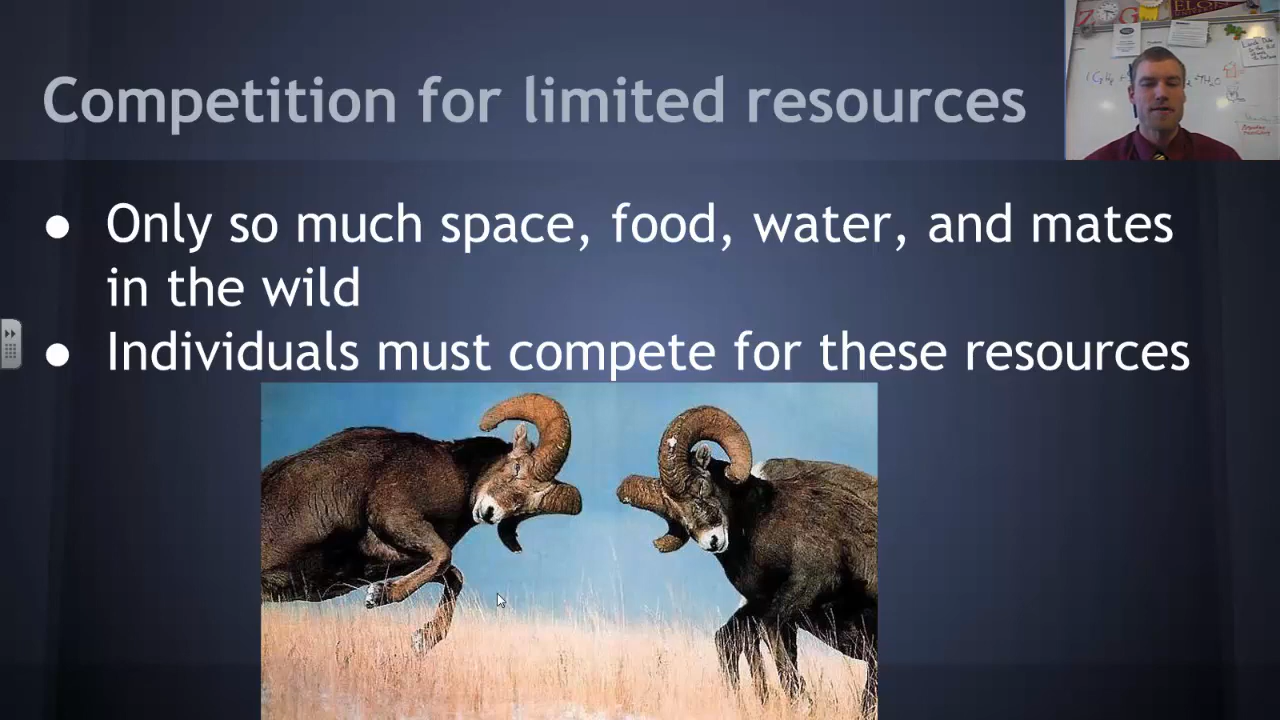 Competition for limited resources
ELON
● Only so much space, food, water, and mates
in the wild
● Individuals must compete for these resources